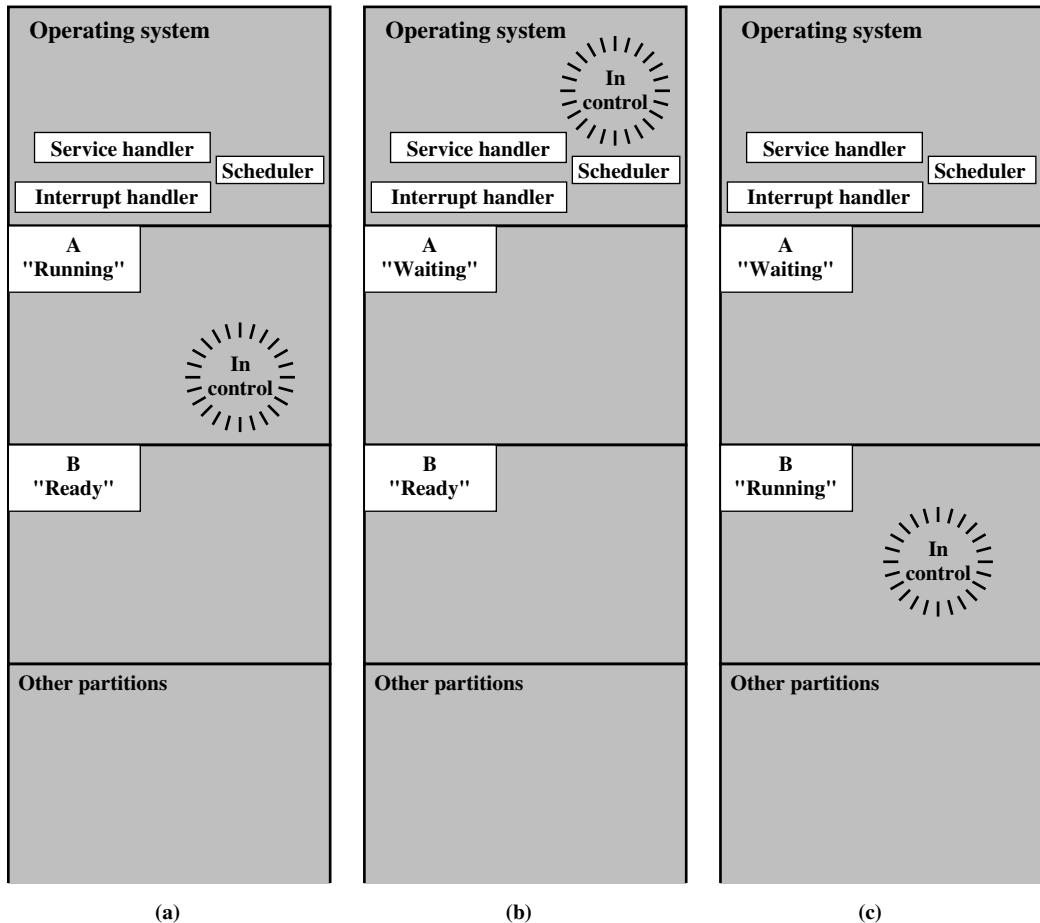 Operating system
Service handler
Scheduler
Interrupt handler
A
"Running"
In
control
B
"Ready"
Other partitions
(a)
Operating system
In
control
Service handler
Scheduler
Interrupt handler
A
"Waiting"
B
"Ready"
Other partitions
(b)
Operating system
Service handler
Scheduler
Interrupt handler
A
"Waiting"
B
"Running"
In
control
Other partitions
(c)